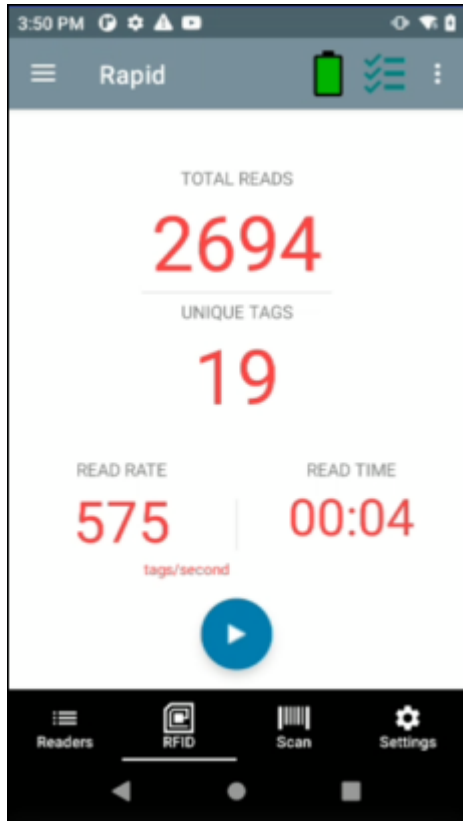 3:50 PM
Rapid
TOTAL READS
2694
UNIQUE TAGS
19
READ RATE
READ TIME
575
00:04
tags/second
Readers
RFID
Scan
Settings